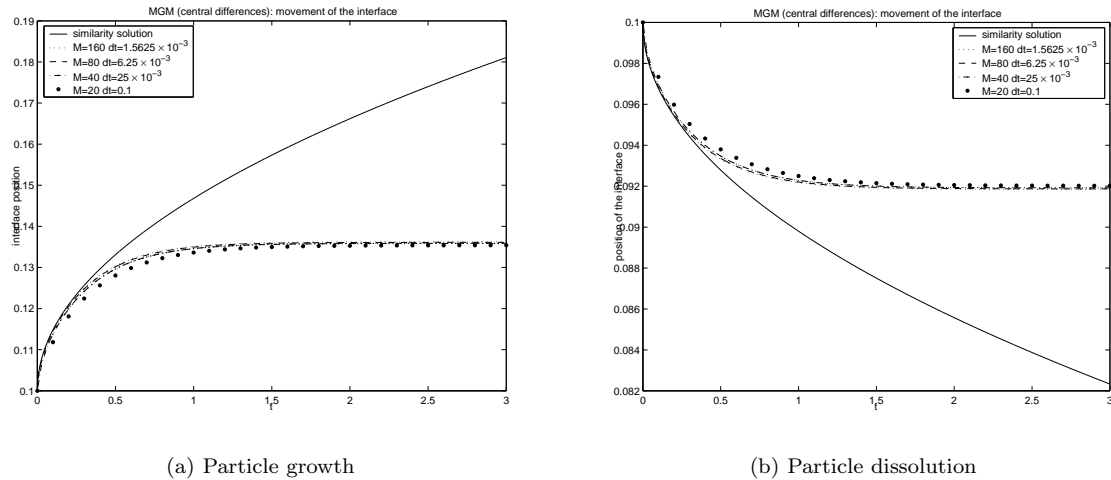 MGM (central differences): movement of the interface
0.19
0.18
0.17
0.16
0.15
0.14
0.13
0.12
0.11
0.1
interface position
similarity solution
M=160 dt=1.5625 × 10⁻³
M=80 dt=6.25 × 10⁻³
M=40 dt=25 × 10⁻³
M=20 dt=0.1
0 0.5 1 1.5 2 2.5 3
t
(a) Particle growth
MGM (central differences): movement of the interface
0.1
0.098
0.096
0.094
0.092
0.09
0.088
0.086
0.084
0.082
position of the interface
similarity solution
M=160 dt=1.5625 × 10⁻³
M=80 dt=6.25 × 10⁻³
M=40 dt=25 × 10⁻³
M=20 dt=0.1
0 0.5 1 1.5 2 2.5 3
t
(b) Particle dissolution